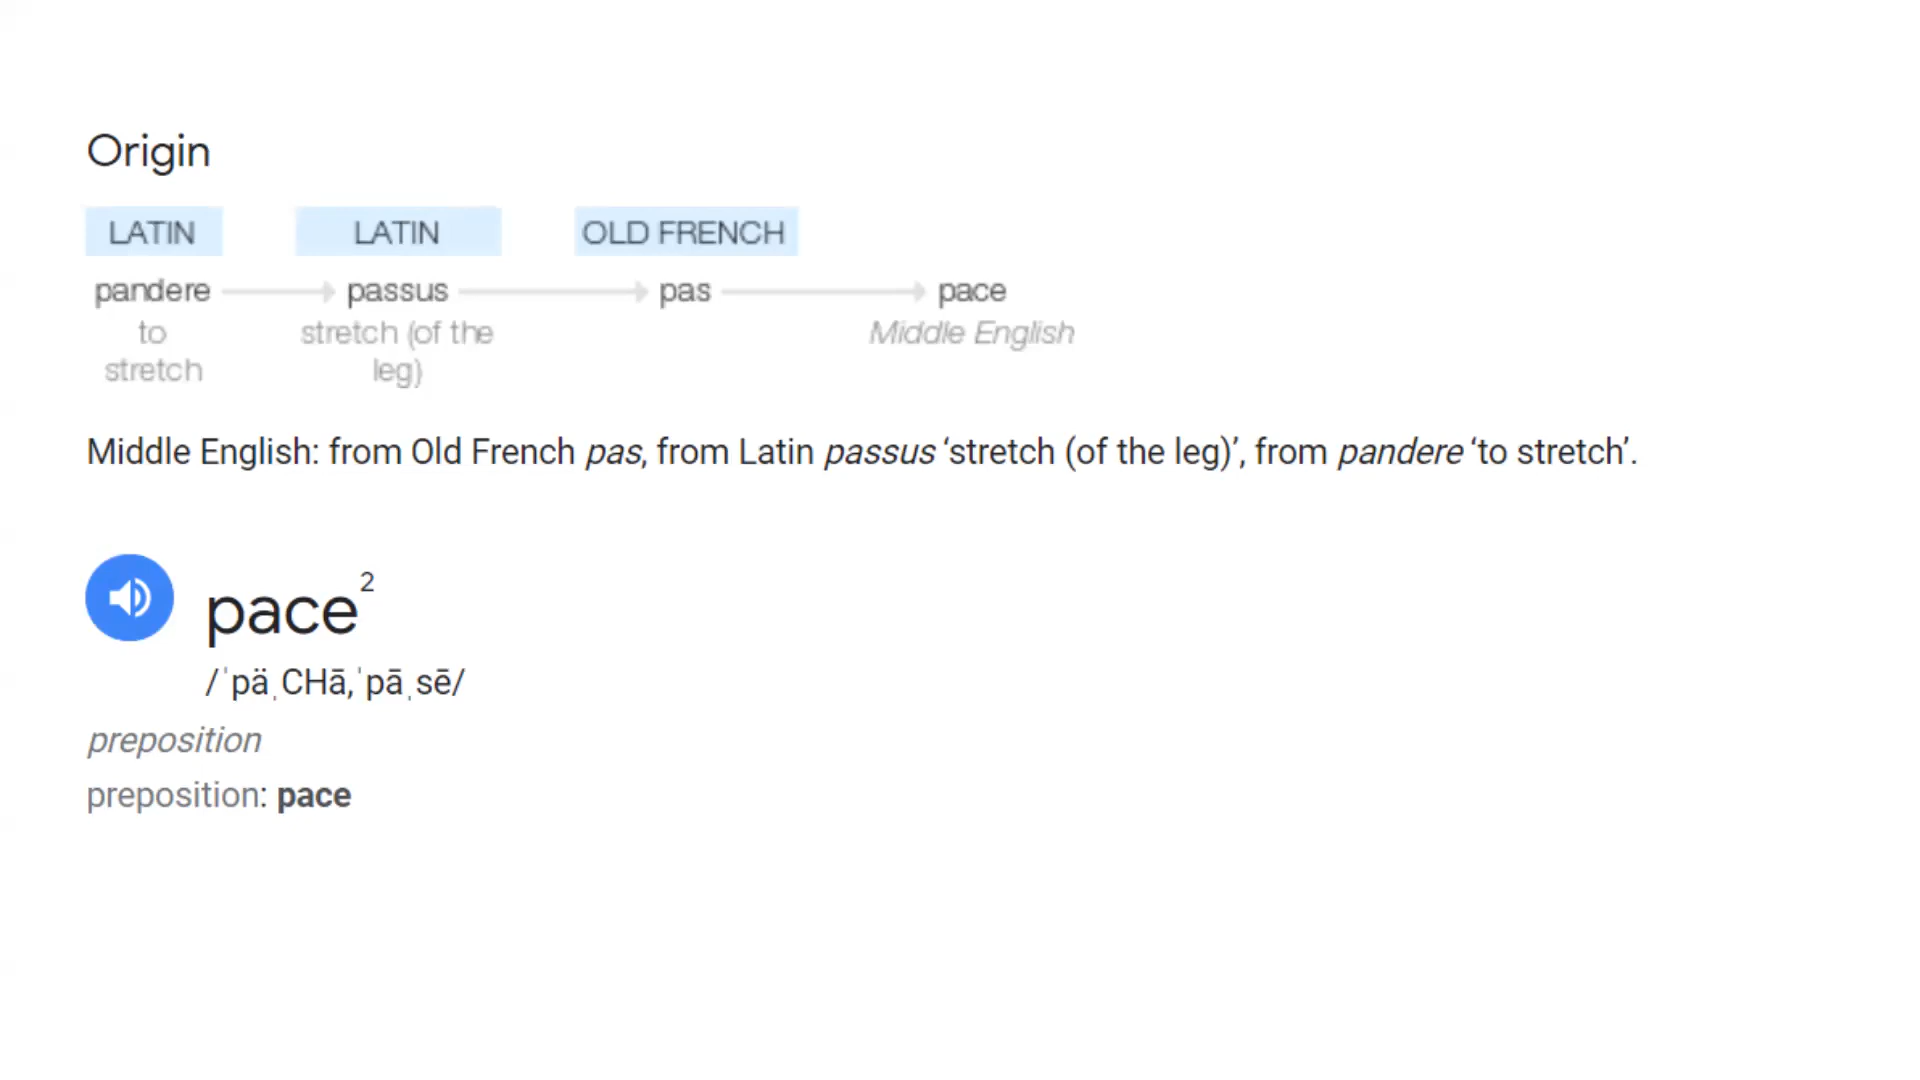 Origin
LATIN LATIN OLD FRENCH
pandere passus pas pace
to stretch (of the Middle English
stretch leg)
Middle English: from Old French pas, from Latin passus ‘stretch (of the leg)’, from pandere ‘to stretch’.
pace²
/ˈpäˌCHā,ˈpāˌsē/
preposition
preposition: pace